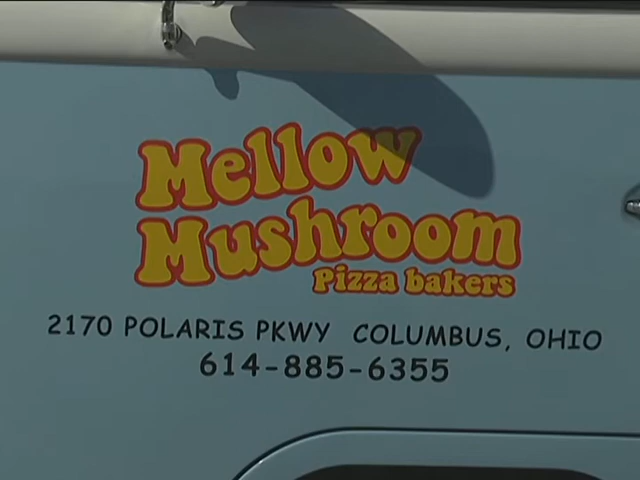 Mellow
Mushroom
Pizza bakers
2170 POLARIS PKWY COLUMBUS, OHIO
614-885-6355